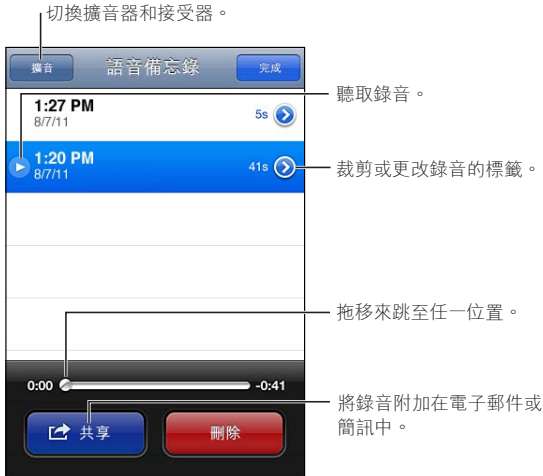 切換擴音器和接受器。
擴音 語音備忘錄 完成
1:27 PM
8/7/11
5s
聽取錄音。
1:20 PM
8/7/11
41s
裁剪或更改錄音的標籤。
拖移來跳至任一位置。
0:00 -0:41
共享 刪除
將錄音附加在電子郵件或
簡訊中。